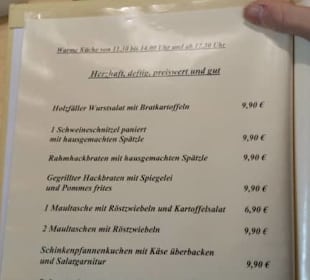 Warme Küche von 11.30 bis 14.00 Uhr und ab 17.30 Uhr
Herzhaft, deftig, preiswert und gut
Holzfäller Wurstsalat mit Bratkartoffeln 9,90 €
1 Schweineschnitzel paniert
mit hausgemachten Spätzle 9,90 €
Rahmhackbraten mit hausgemachten Spätzle 9,90 €
Gegrillter Hackbraten mit Spiegelei
und Pommes frites 9,90 €
1 Maultasche mit Röstzwiebeln und Kartoffelsalat 6,90 €
2 Maultaschen mit Röstzwiebeln 9,90 €
Schinkenpfannenkuchen mit Käse überbacken
und Salatgarnitur 9,90 €